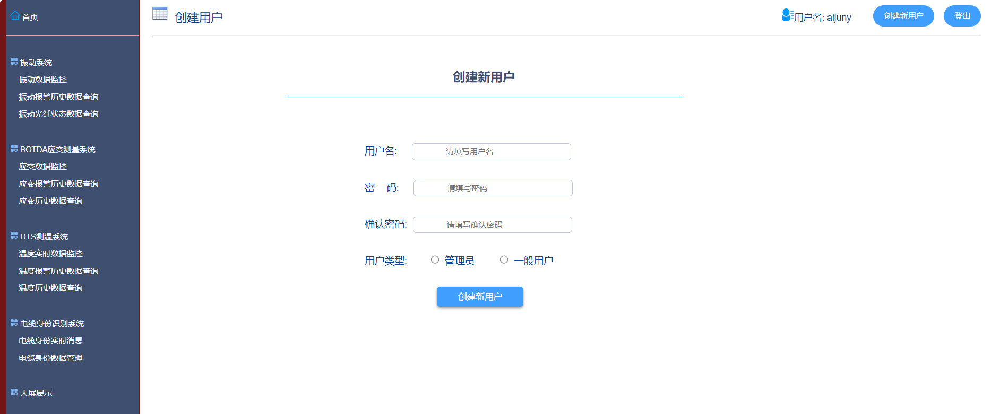 首页
振动系统
振动数据监控
振动报警历史数据查询
振动光纤状态数据查询
BOTDA应变测量系统
应变数据监控
应变报警历史数据查询
应变历史数据查询
DTS测温系统
温度实时数据监控
温度报警历史数据查询
温度历史数据查询
电缆身份识别系统
电缆身份实时消息
电缆身份数据管理
大屏展示
创建用户
用户名: aijuny
创建新用户
登出
创建新用户
用户名: 请填写用户名
密 码: 请填写密码
确认密码: 请填写确认密码
用户类型: 管理员 一般用户
创建新用户